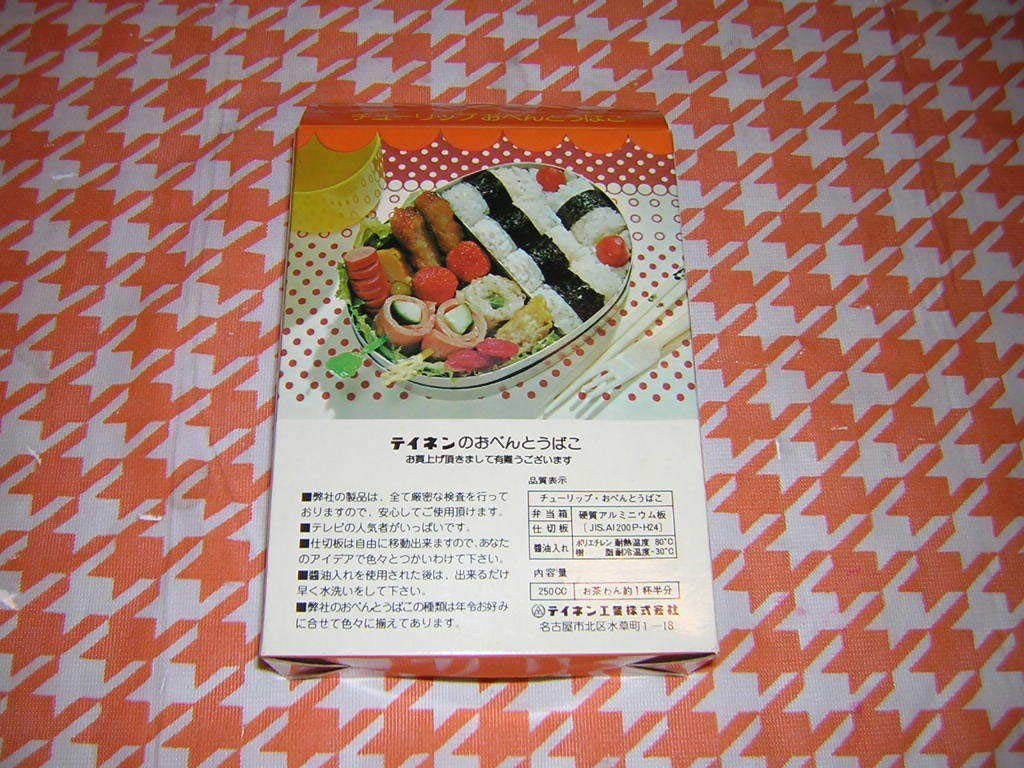 チューリップおべんとうばこ
テイネンのおべんとうばこ
お買上げ頂きまして有難うございます
■弊社の製品は、全て厳密な検査を行って
おりますので、安心してご使用頂けます。
■テレビの人気者がいっぱいです。
■仕切板は自由に移動出来ますので、あなた
のアイデアで色々とつかいわけて下さい。
■醬油入れを使用された後は、出来るだけ
早く水洗いをして下さい。
■弊社のおべんとうばこの種類は年令お好み
に合せて色々に揃えてあります。
品質表示
チューリップ・おべんとうばこ
弁当箱 硬質アルミニウム板
仕切板 〔JIS.A1200P-H24〕
醬油入れ ポリエチレン 耐熱温度 80°C
樹脂 耐冷温度-30°C
内容量
250CC お茶わん約1杯半分
テイネン工業株式会社
名古屋市北区水草町1—18